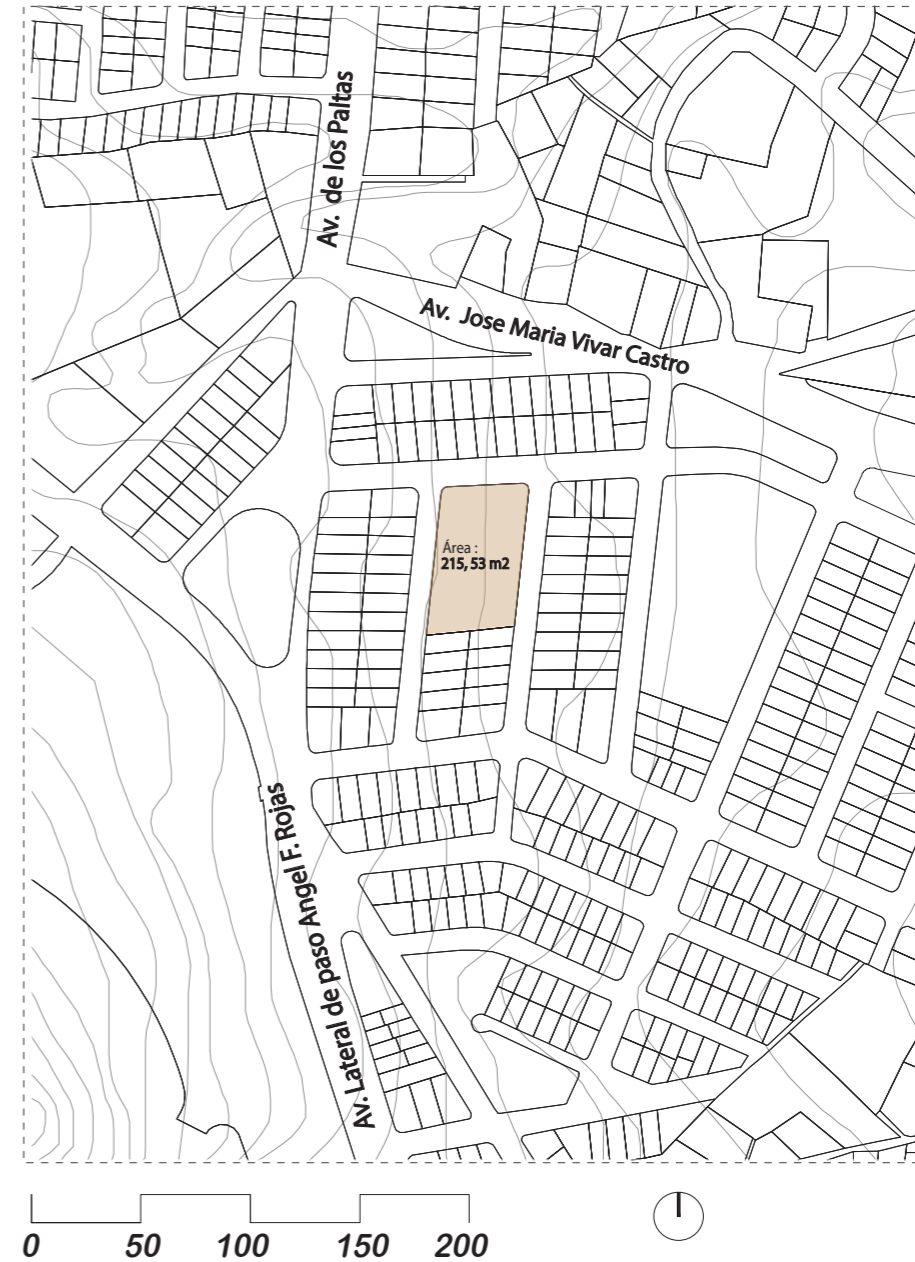 Av. de los Paltas
Av. Jose Maria Vivar Castro
Área :
215, 53 m2
Av. Lateral de paso Angel F. Rojas
0 50 100 150 200